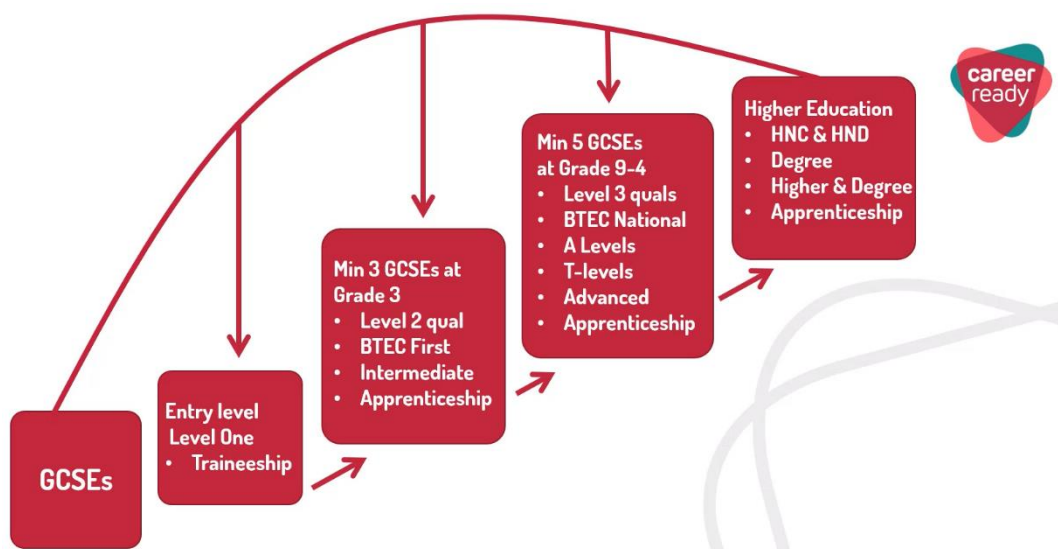 GCSEs
Entry level
Level One
• Traineeship
Min 3 GCSEs at
Grade 3
• Level 2 qual
• BTEC First
• Intermediate
• Apprenticeship
Min 5 GCSEs
at Grade 9-4
• Level 3 quals
• BTEC National
• A Levels
• T-levels
• Advanced
• Apprenticeship
Higher Education
• HNC & HND
• Degree
• Higher & Degree
• Apprenticeship
career
ready